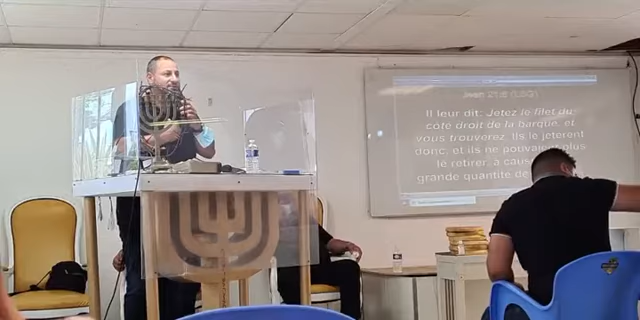 Jean 21:6 (LSG)
Il leur dit: Jetez le filet du
côté droit de la barque, et
vous trouverez. Ils le jetèrent
donc, et ils ne pouvaient plus
le retirer, à caus
grande quantité de